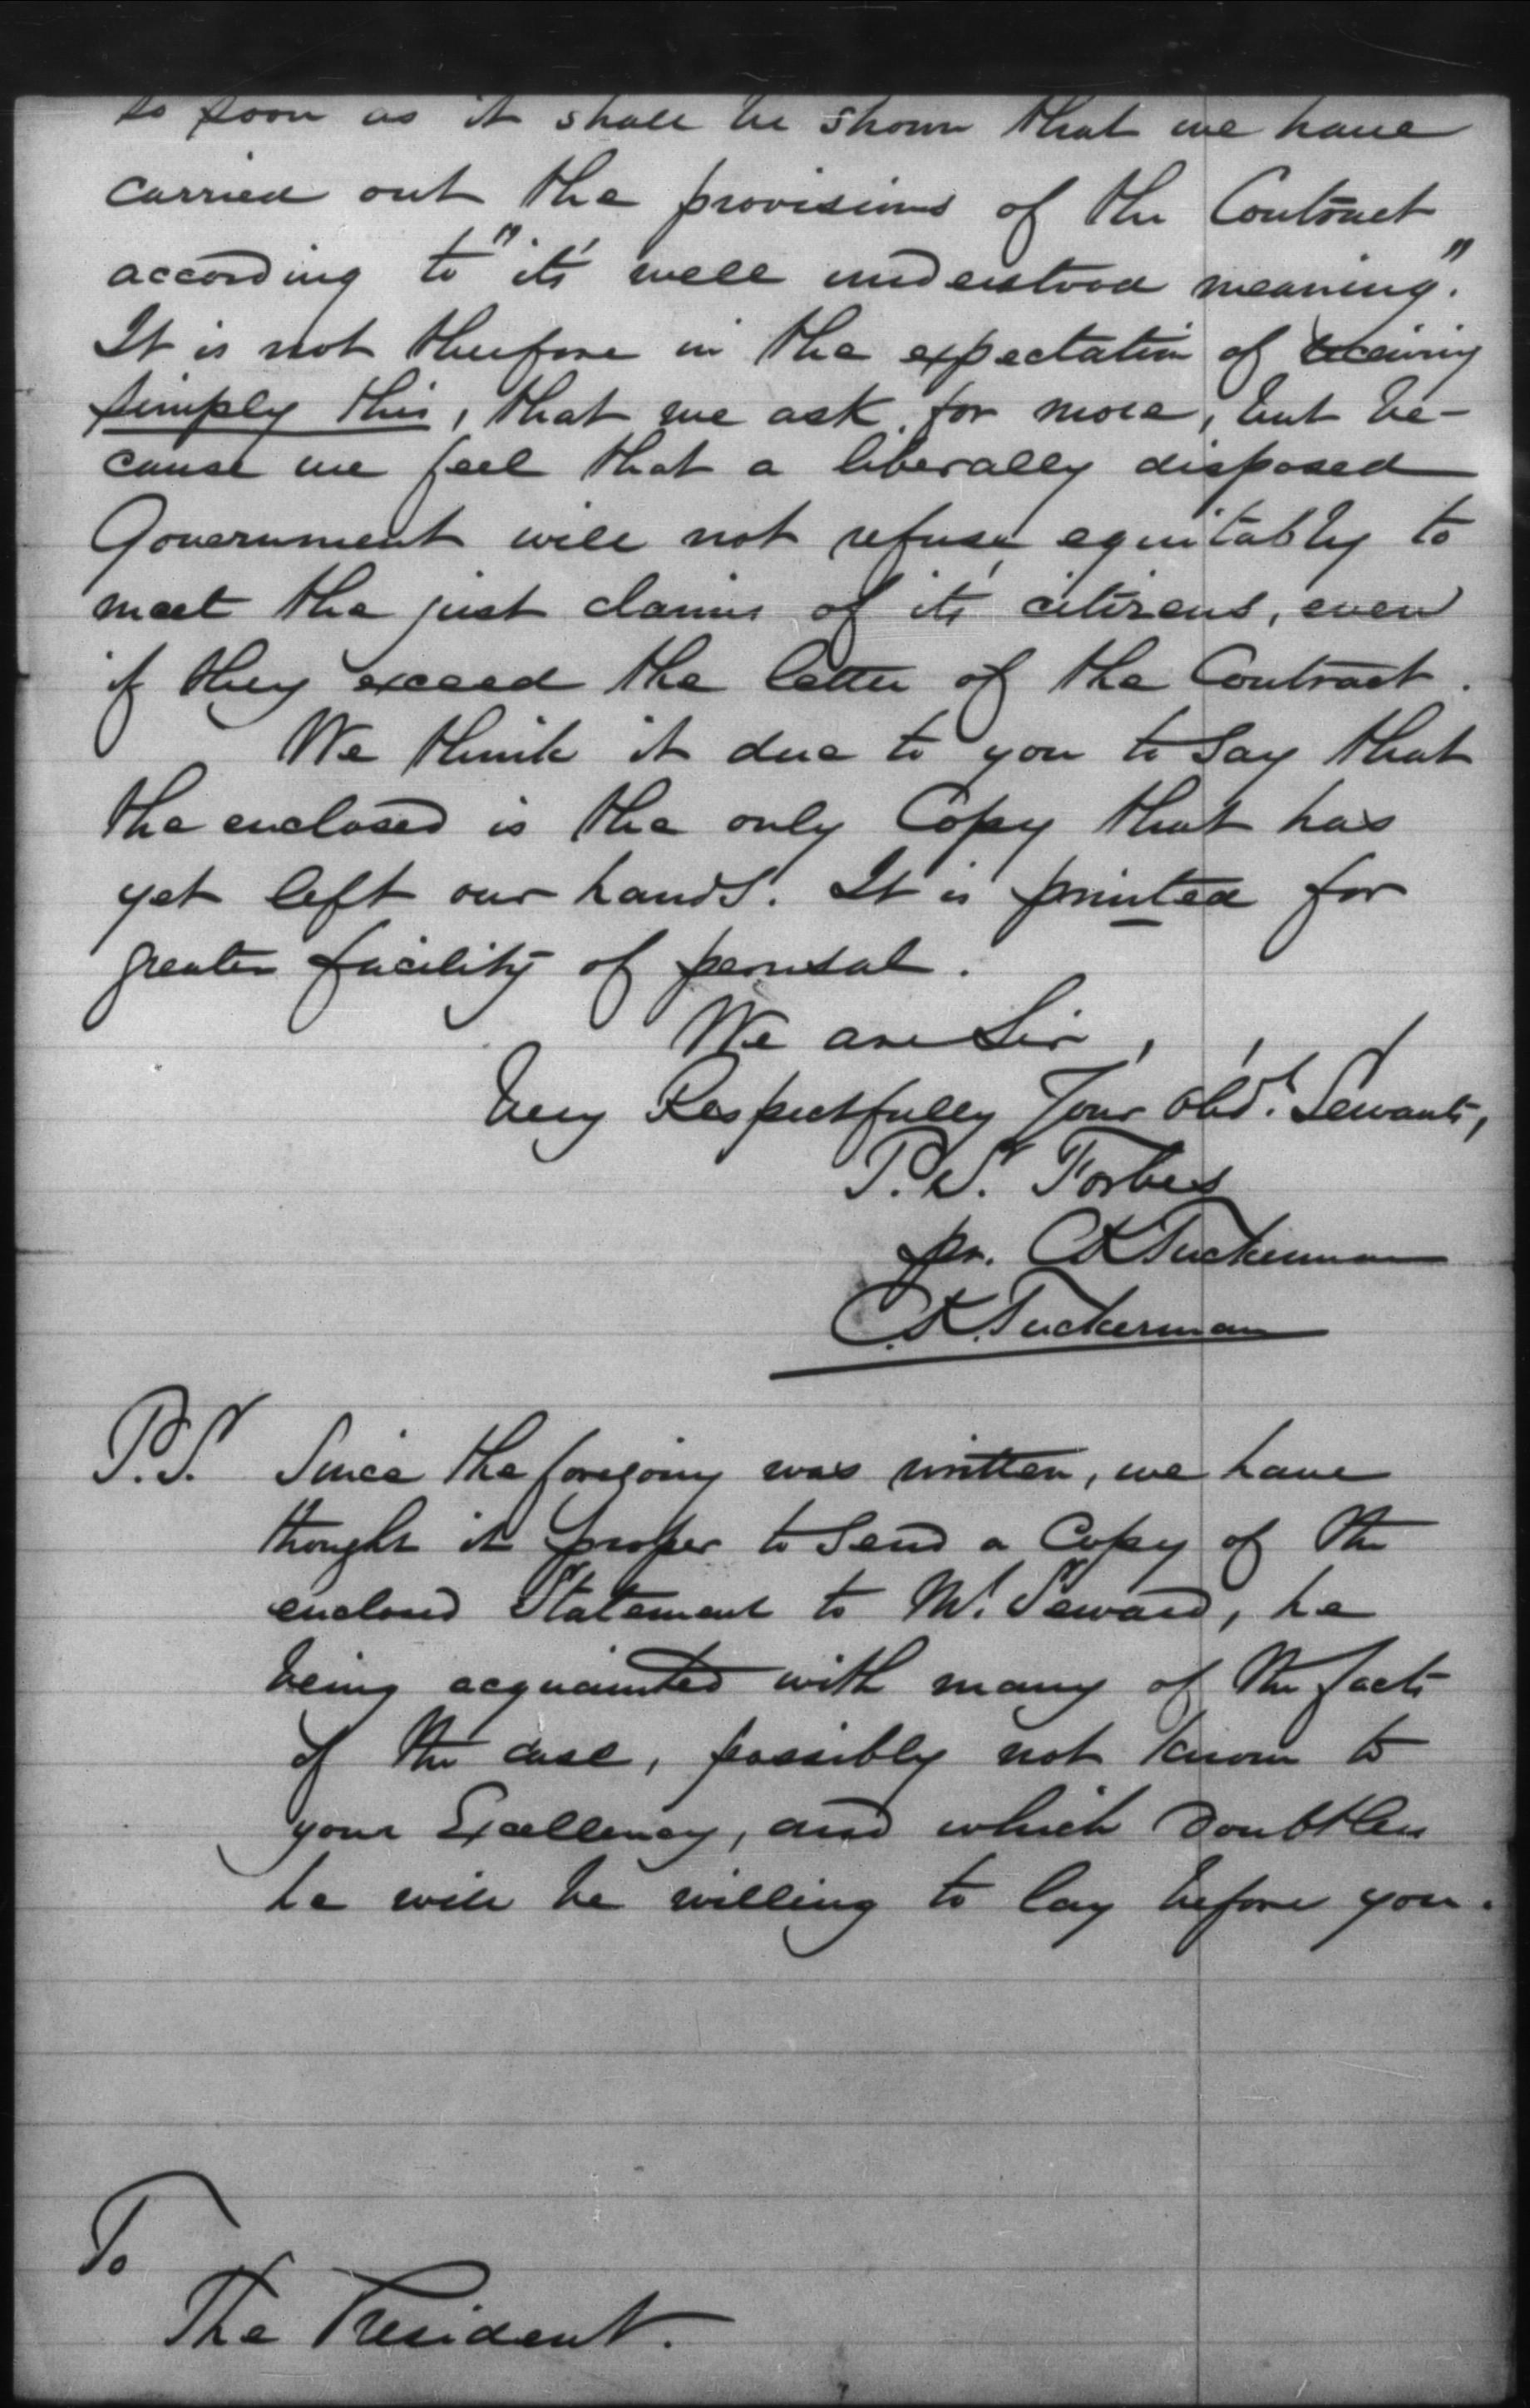 so soon as it shall be shown that we have
carried out the provisions of the Contract
according to "it's well understood meaning."
It is not therefore in the expectation of receiving
simply this, that we ask for more, but be-
cause we feel that a liberally disposed
Government will not refuse equitably to
meet the just claims of it's citizens, even
if they exceed the letter of the Contract.
We think it due to you to say that
the enclosed is the only Copy that has
yet left our hands. It is printed for
greater facility of perusal.
We are Sir,
Very Respectfully Your Obdt. Servants,
P. S. Forbes
pr. C K Tuckerman
C. K. Tuckerman
P.S. Since the foregoing was written, we have
thought it proper to send a Copy of the
enclosed Statement to Mr. Seward, he
being acquainted with many of the facts
of the case, possibly not known to
your Excellency, and which doubtless
he will be willing to lay before you.
To
The President.